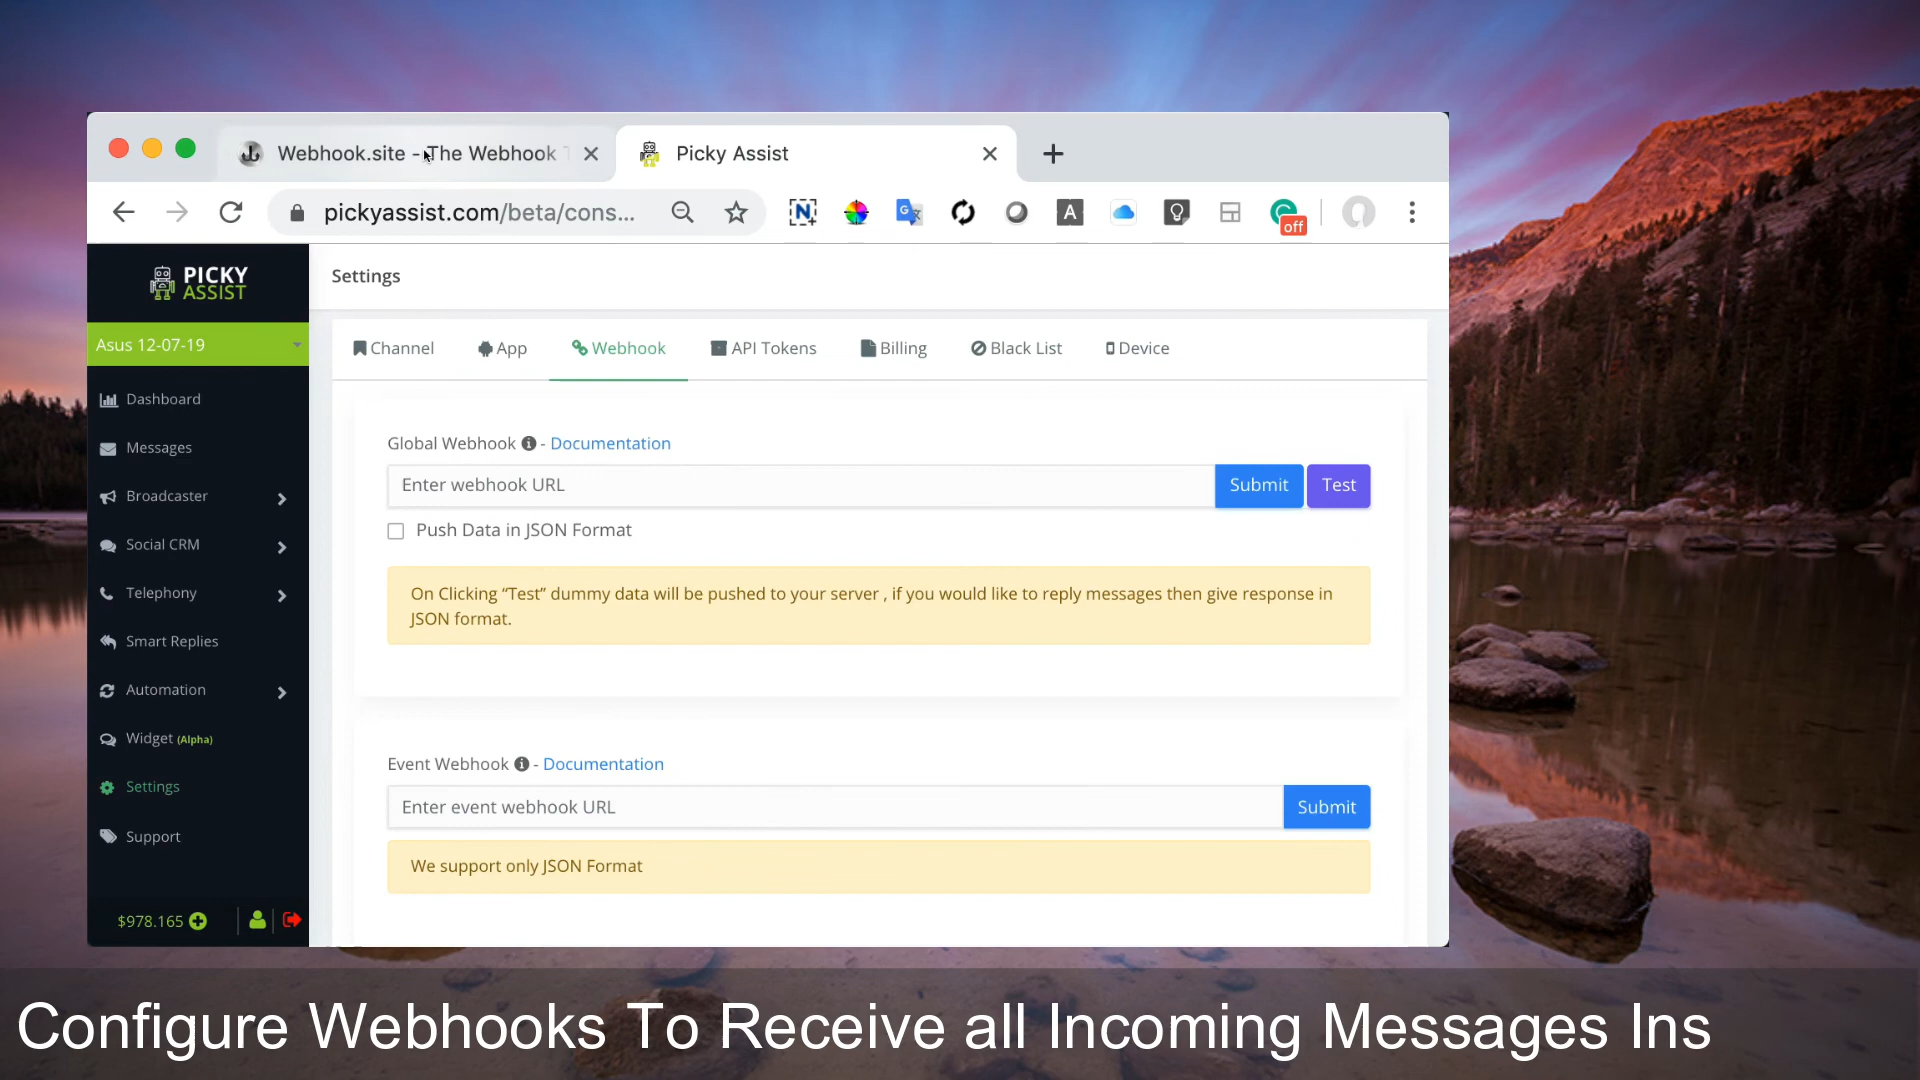 Webhook.site - The Webhook T
Picky Assist
pickyassist.com/beta/cons...
N
G
A
off
PICKY
ASSIST
Settings
Asus 12-07-19
Channel
App
Webhook
API Tokens
Billing
Black List
Device
Dashboard
Messages
Broadcaster
Social CRM
Telephony
Smart Replies
Automation
Widget (Alpha)
Settings
Support
$978.165
Global Webhook - Documentation
Enter webhook URL
Submit
Test
Push Data in JSON Format
On Clicking “Test” dummy data will be pushed to your server , if you would like to reply messages then give response in
JSON format.
Event Webhook - Documentation
Enter event webhook URL
Submit
We support only JSON Format
Configure Webhooks To Receive all Incoming Messages Ins